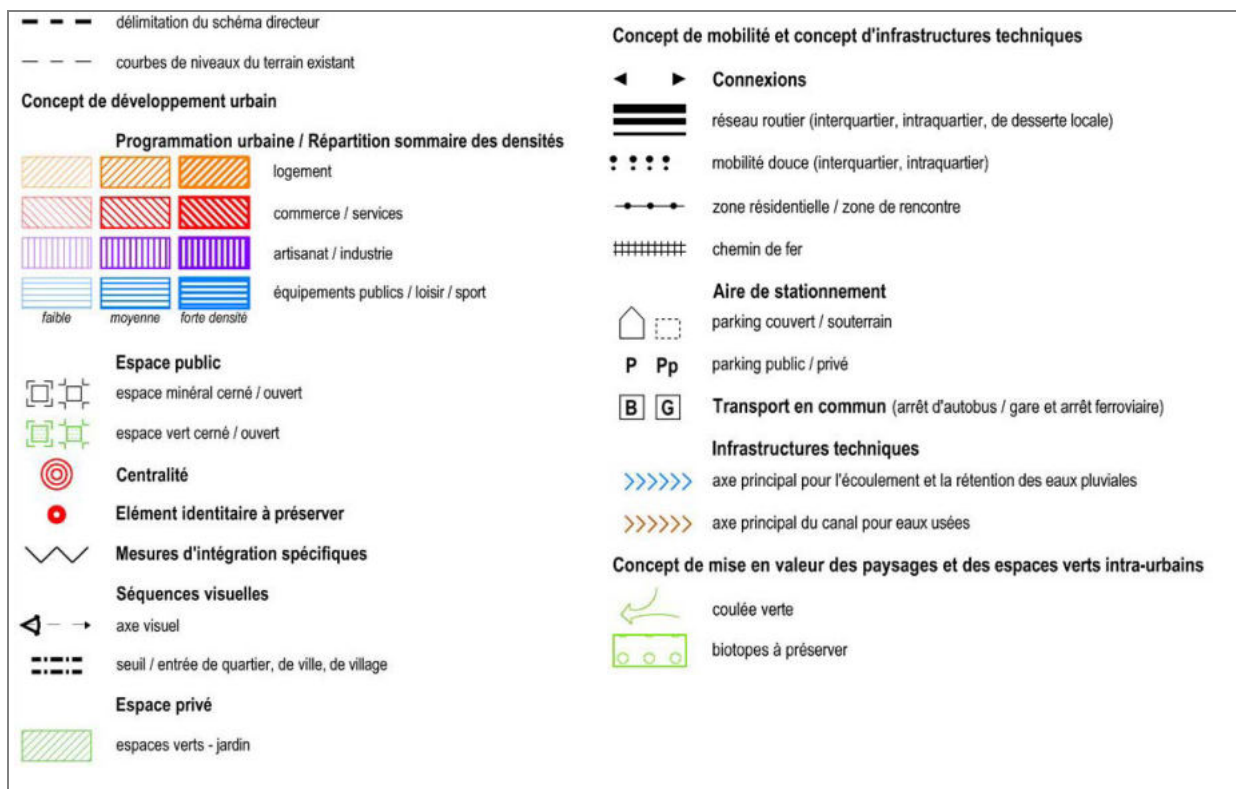 délimitation du schéma directeur
courbes de niveaux du terrain existant
Concept de développement urbain
Programmation urbaine / Répartition sommaire des densités
logement
commerce / services
artisanat / industrie
équipements publics / loisir / sport
faible moyenne forte densité
Espace public
espace minéral cerné / ouvert
espace vert cerné / ouvert
Centralité
Elément identitaire à préserver
Mesures d'intégration spécifiques
Séquences visuelles
axe visuel
seuil / entrée de quartier, de ville, de village
Espace privé
espaces verts - jardin
Concept de mobilité et concept d'infrastructures techniques
Connexions
réseau routier (interquartier, intraquartier, de desserte locale)
mobilité douce (interquartier, intraquartier)
zone résidentielle / zone de rencontre
chemin de fer
Aire de stationnement
parking couvert / souterrain
P Pp parking public / privé
B G Transport en commun (arrêt d'autobus / gare et arrêt ferroviaire)
Infrastructures techniques
axe principal pour l'écoulement et la rétention des eaux pluviales
axe principal du canal pour eaux usées
Concept de mise en valeur des paysages et des espaces verts intra-urbains
coulée verte
biotopes à préserver